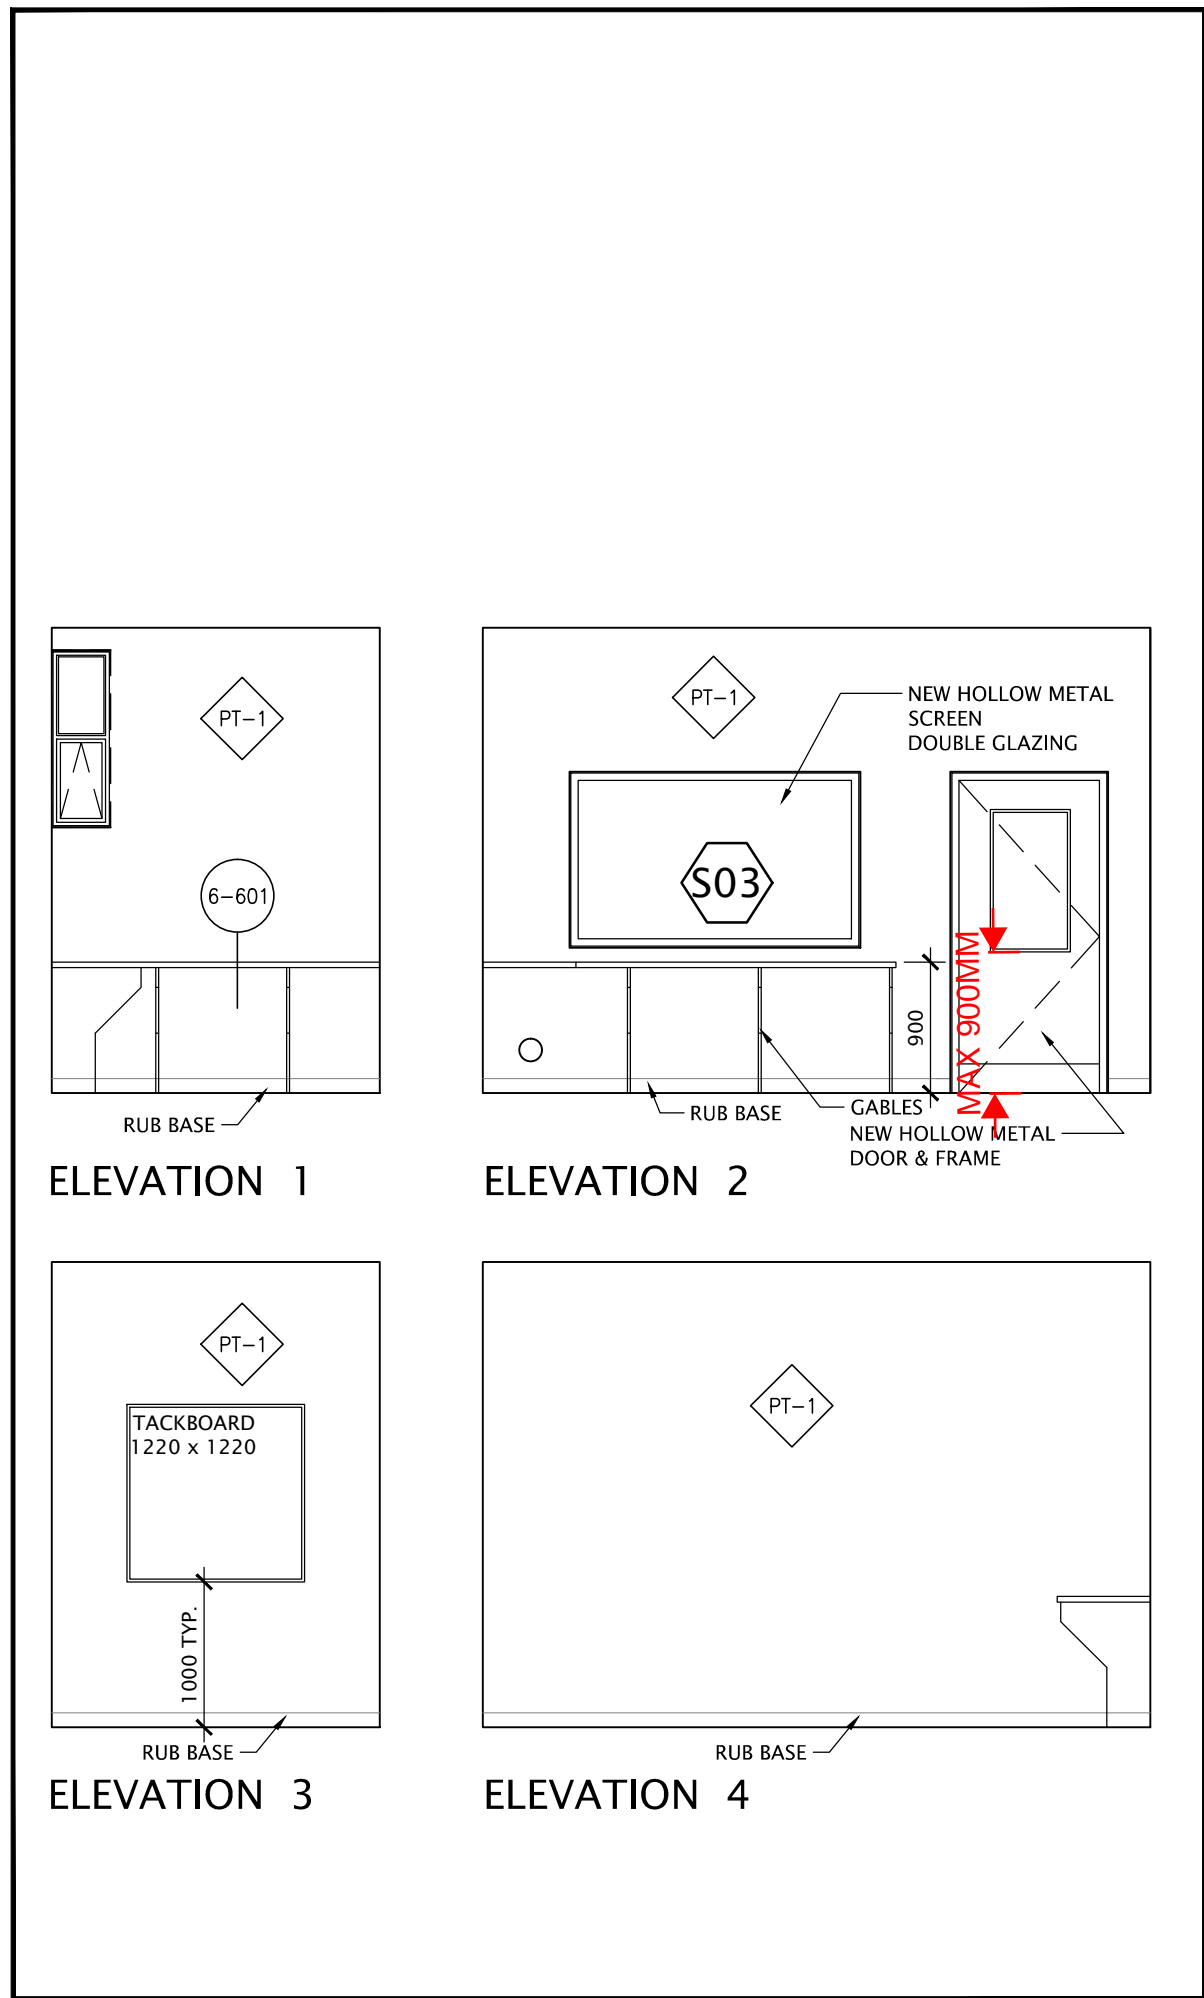 PT-1
6-601
RUB BASE
ELEVATION 1
PT-1
NEW HOLLOW METAL
SCREEN
DOUBLE GLAZING
S03
900
MAX 900MM
RUB BASE
GABLES
NEW HOLLOW METAL
DOOR & FRAME
ELEVATION 2
PT-1
TACKBOARD
1220 x 1220
1000 TYP.
RUB BASE
ELEVATION 3
PT-1
RUB BASE
ELEVATION 4